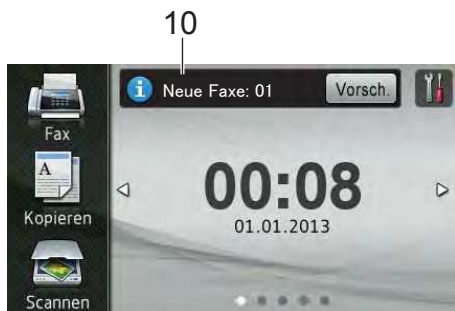 10
Neue Faxe: 01 Vorsch.
Fax
A
Kopieren
00:08
01.01.2013
Scannen